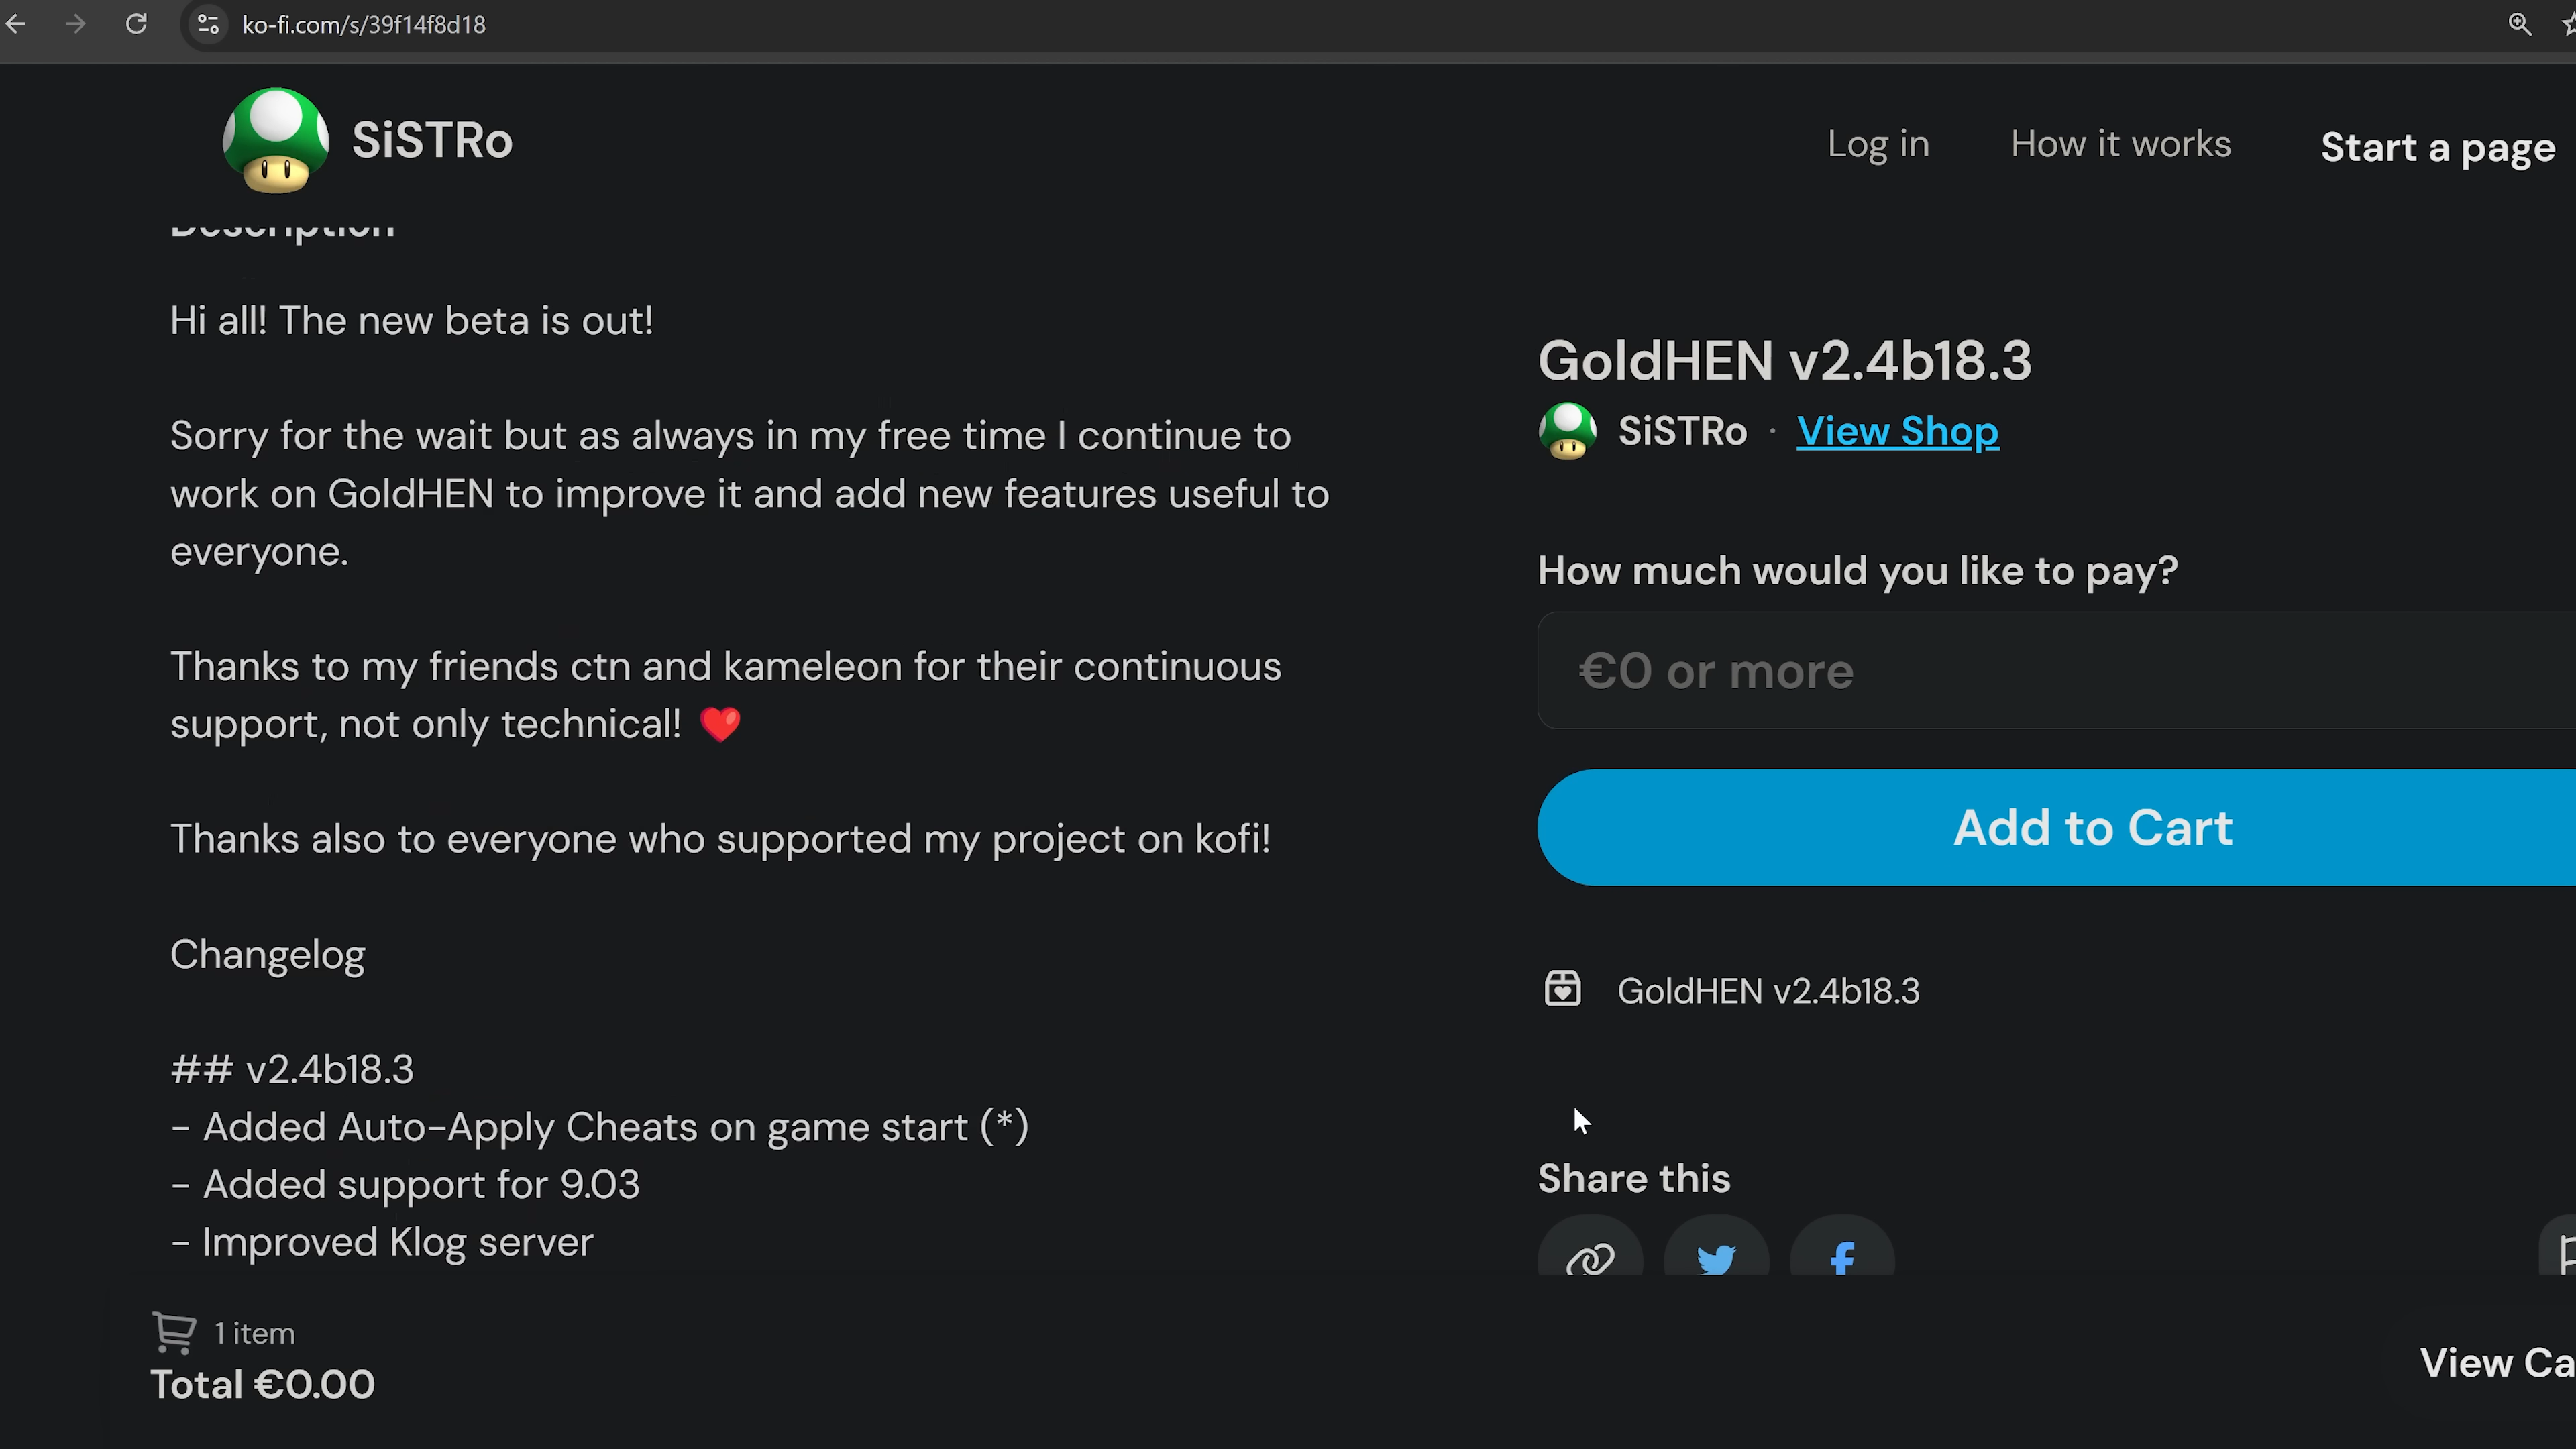 ko-fi.com/s/39f14f8d18
SiSTRo
Log in
How it works
Start a page
Description
Hi all! The new beta is out!
Sorry for the wait but as always in my free time I continue to
work on GoldHEN to improve it and add new features useful to
everyone.
Thanks to my friends ctn and kameleon for their continuous
support, not only technical! ❤️
Thanks also to everyone who supported my project on kofi!
Changelog
## v2.4b18.3
- Added Auto-Apply Cheats on game start (*)
- Added support for 9.03
- Improved Klog server
GoldHEN v2.4b18.3
SiSTRo · View Shop
How much would you like to pay?
€0 or more
Add to Cart
GoldHEN v2.4b18.3
Share this
1 item
Total €0.00
View Ca